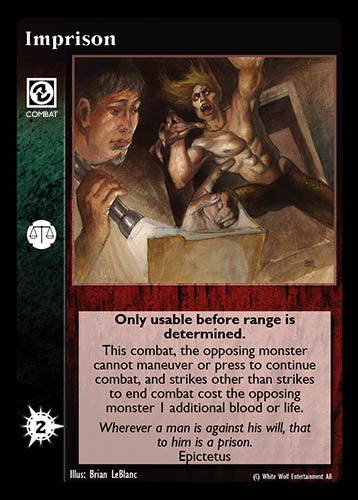 Imprison
COMBAT
Only usable before range is
determined.
This combat, the opposing monster
cannot maneuver or press to continue
combat, and strikes other than strikes
to end combat cost the opposing
monster 1 additional blood or life.
Wherever a man is against his will, that
to him is a prison.
Epictetus
2
Illus: Brian LeBlanc
(C) White Wolf Entertainment AB